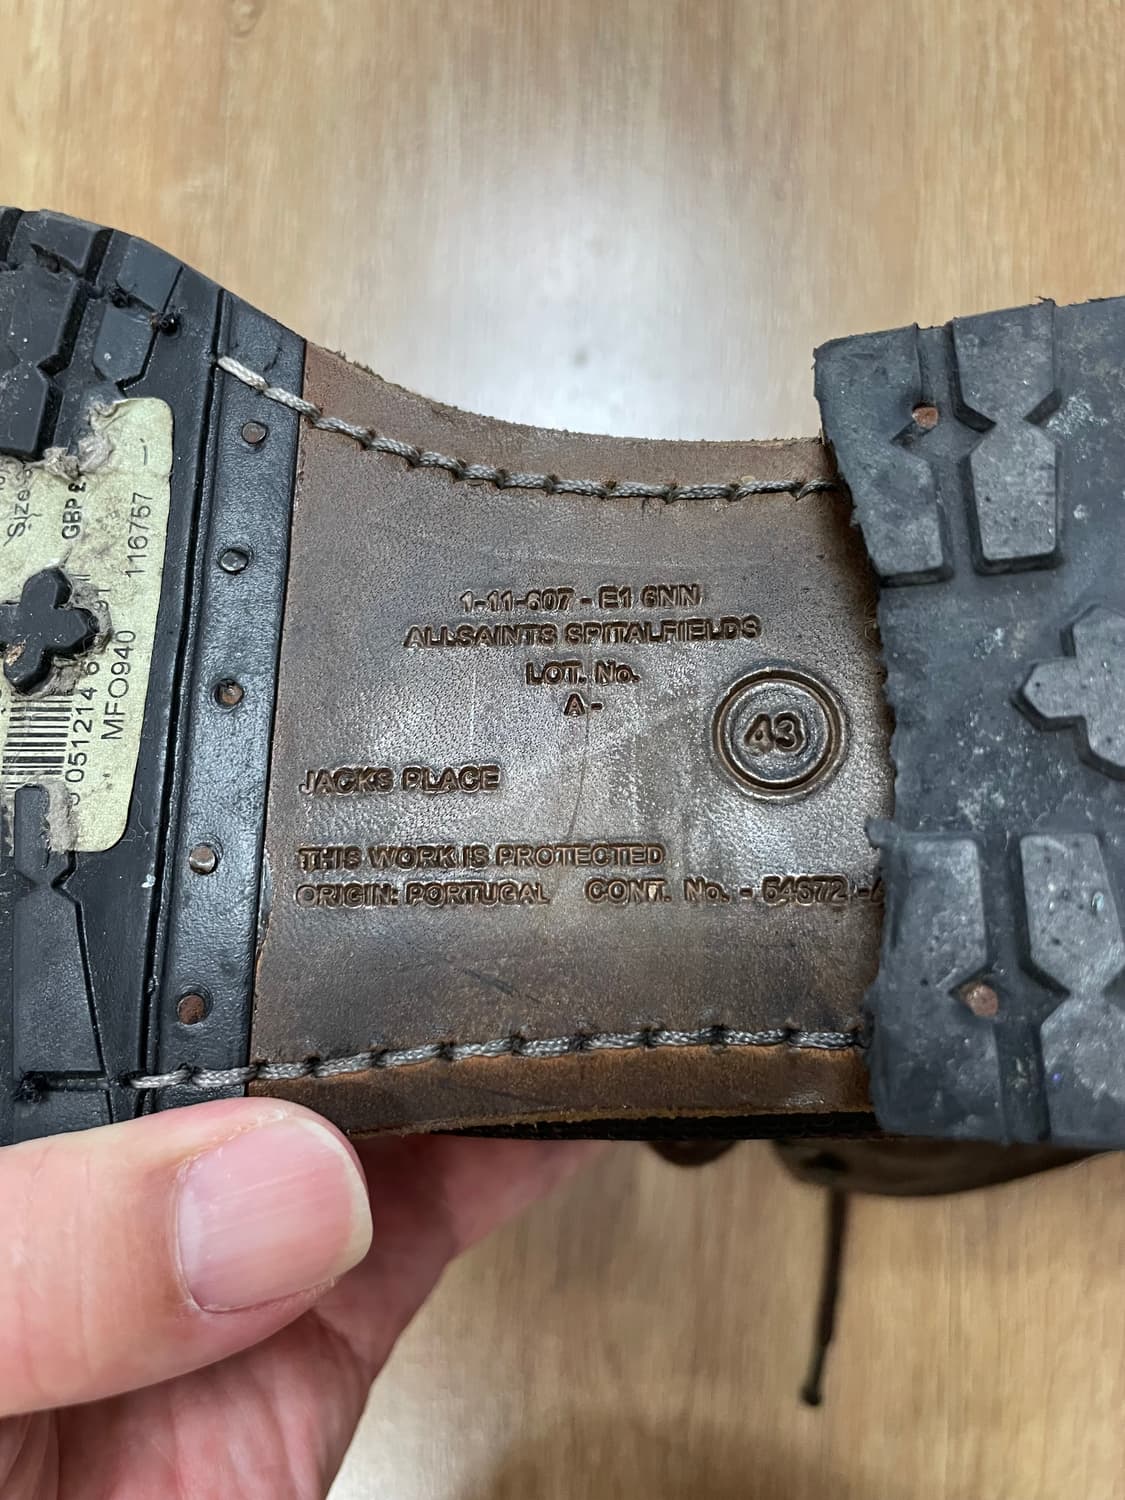 1-11-607 - E1 6NN
ALLSAINTS SPITALFIELDS
LOT. No.
A -
43
JACKS PLACE
THIS WORK IS PROTECTED
ORIGIN: PORTUGAL CONT. No. - 54672 -A
Size
GBP £
116757
MFO940
051214